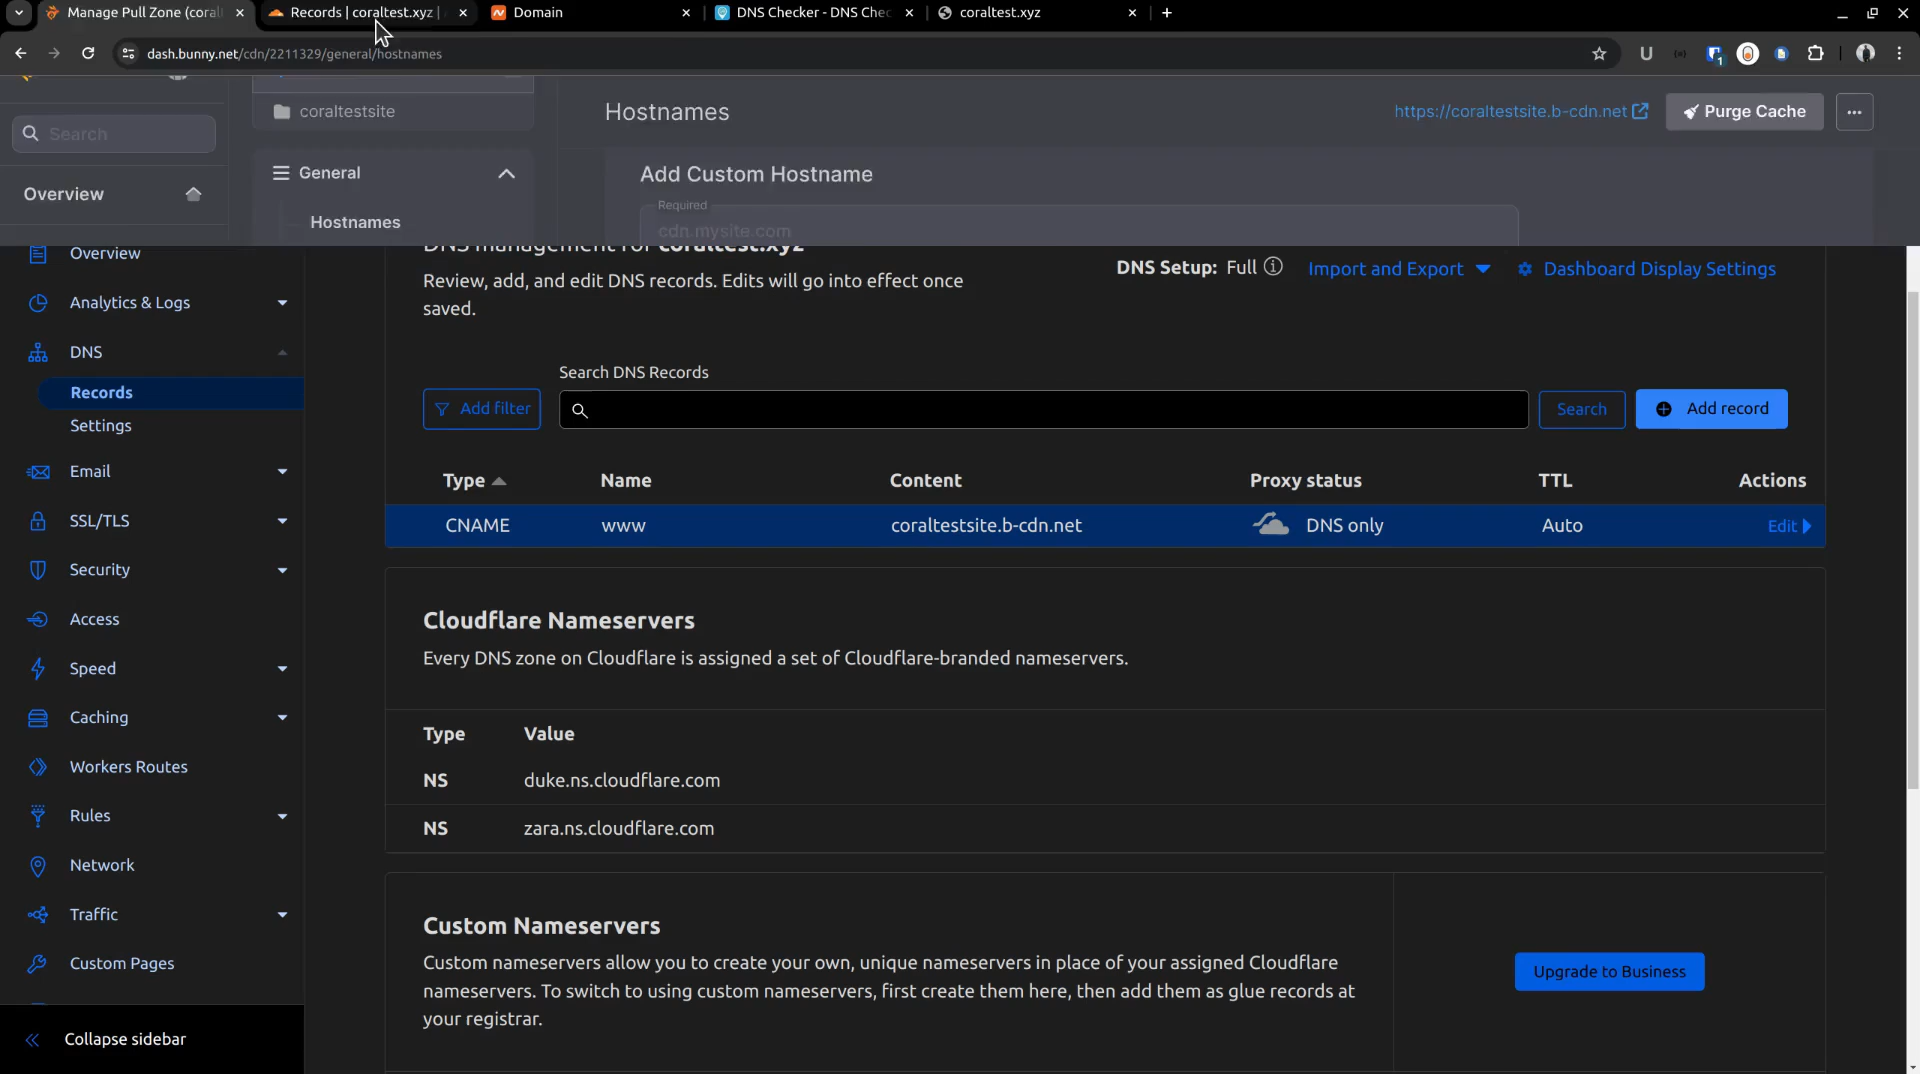 Manage Pull Zone (coral
Records | coraltest.xyz |
Domain
DNS Checker - DNS Chec
coraltest.xyz
dash.bunny.net/cdn/2211329/general/hostnames
U
1
Search
Overview
coraltestsite
General
Hostnames
Hostnames
https://coraltestsite.b-cdn.net
Purge Cache
Add Custom Hostname
Required
cdn.mysite.com
Overview
Analytics & Logs
DNS
Records
Settings
Email
SSL/TLS
Security
Access
Speed
Caching
Workers Routes
Rules
Network
Traffic
Custom Pages
Collapse sidebar
DNS management for coraltest.xyz
Review, add, and edit DNS records. Edits will go into effect once
saved.
DNS Setup: Full
Import and Export
Dashboard Display Settings
Search DNS Records
Add filter
Search
Add record
Type Name Content Proxy status TTL Actions
CNAME www coraltestsite.b-cdn.net DNS only Auto Edit
Cloudflare Nameservers
Every DNS zone on Cloudflare is assigned a set of Cloudflare-branded nameservers.
Type Value
NS duke.ns.cloudflare.com
NS zara.ns.cloudflare.com
Custom Nameservers
Custom nameservers allow you to create your own, unique nameservers in place of your assigned Cloudflare
nameservers. To switch to using custom nameservers, first create them here, then add them as glue records at
your registrar.
Upgrade to Business